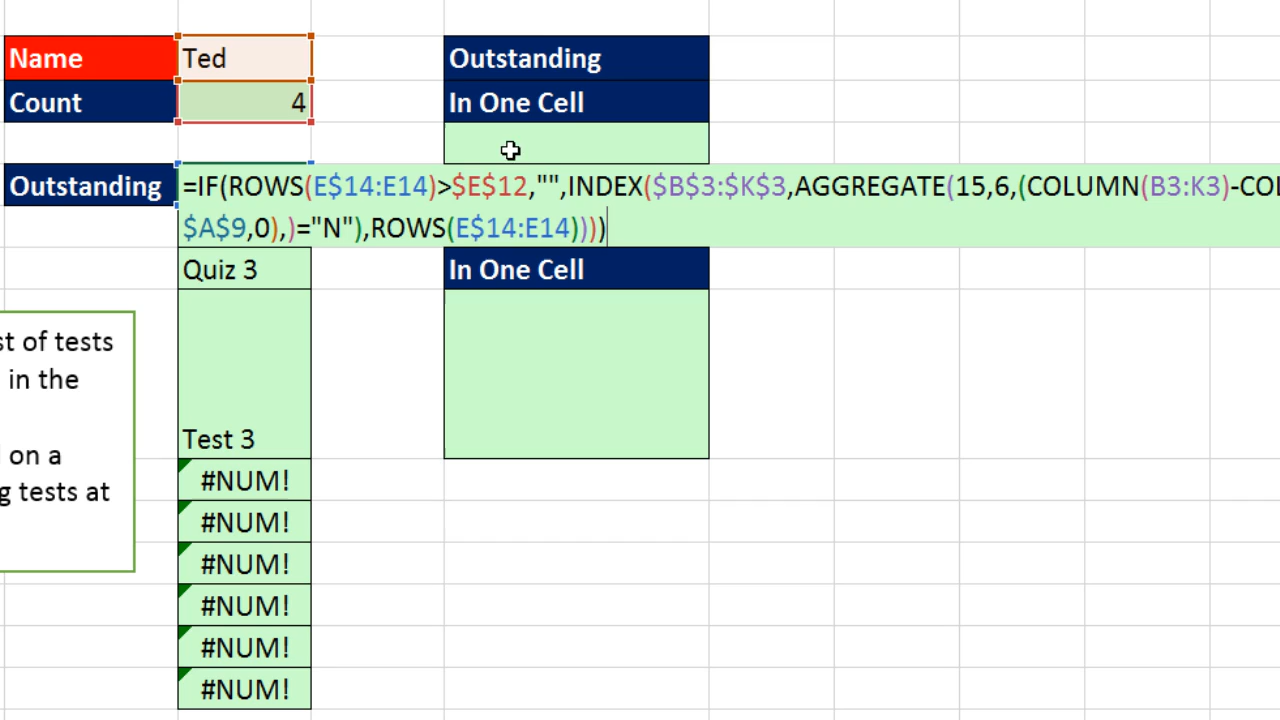 Name Ted Outstanding
Count 4 In One Cell
Outstanding =IF(ROWS(E$14:E14)>$E$12,"",INDEX($B$3:$K$3,AGGREGATE(15,6,(COLUMN(B3:K3)-COL
$A$9,0),)="N"),ROWS(E$14:E14))))
Quiz 3 In One Cell
st of tests
in the
Test 3
on a
#NUM!
g tests at
#NUM!
#NUM!
#NUM!
#NUM!
#NUM!